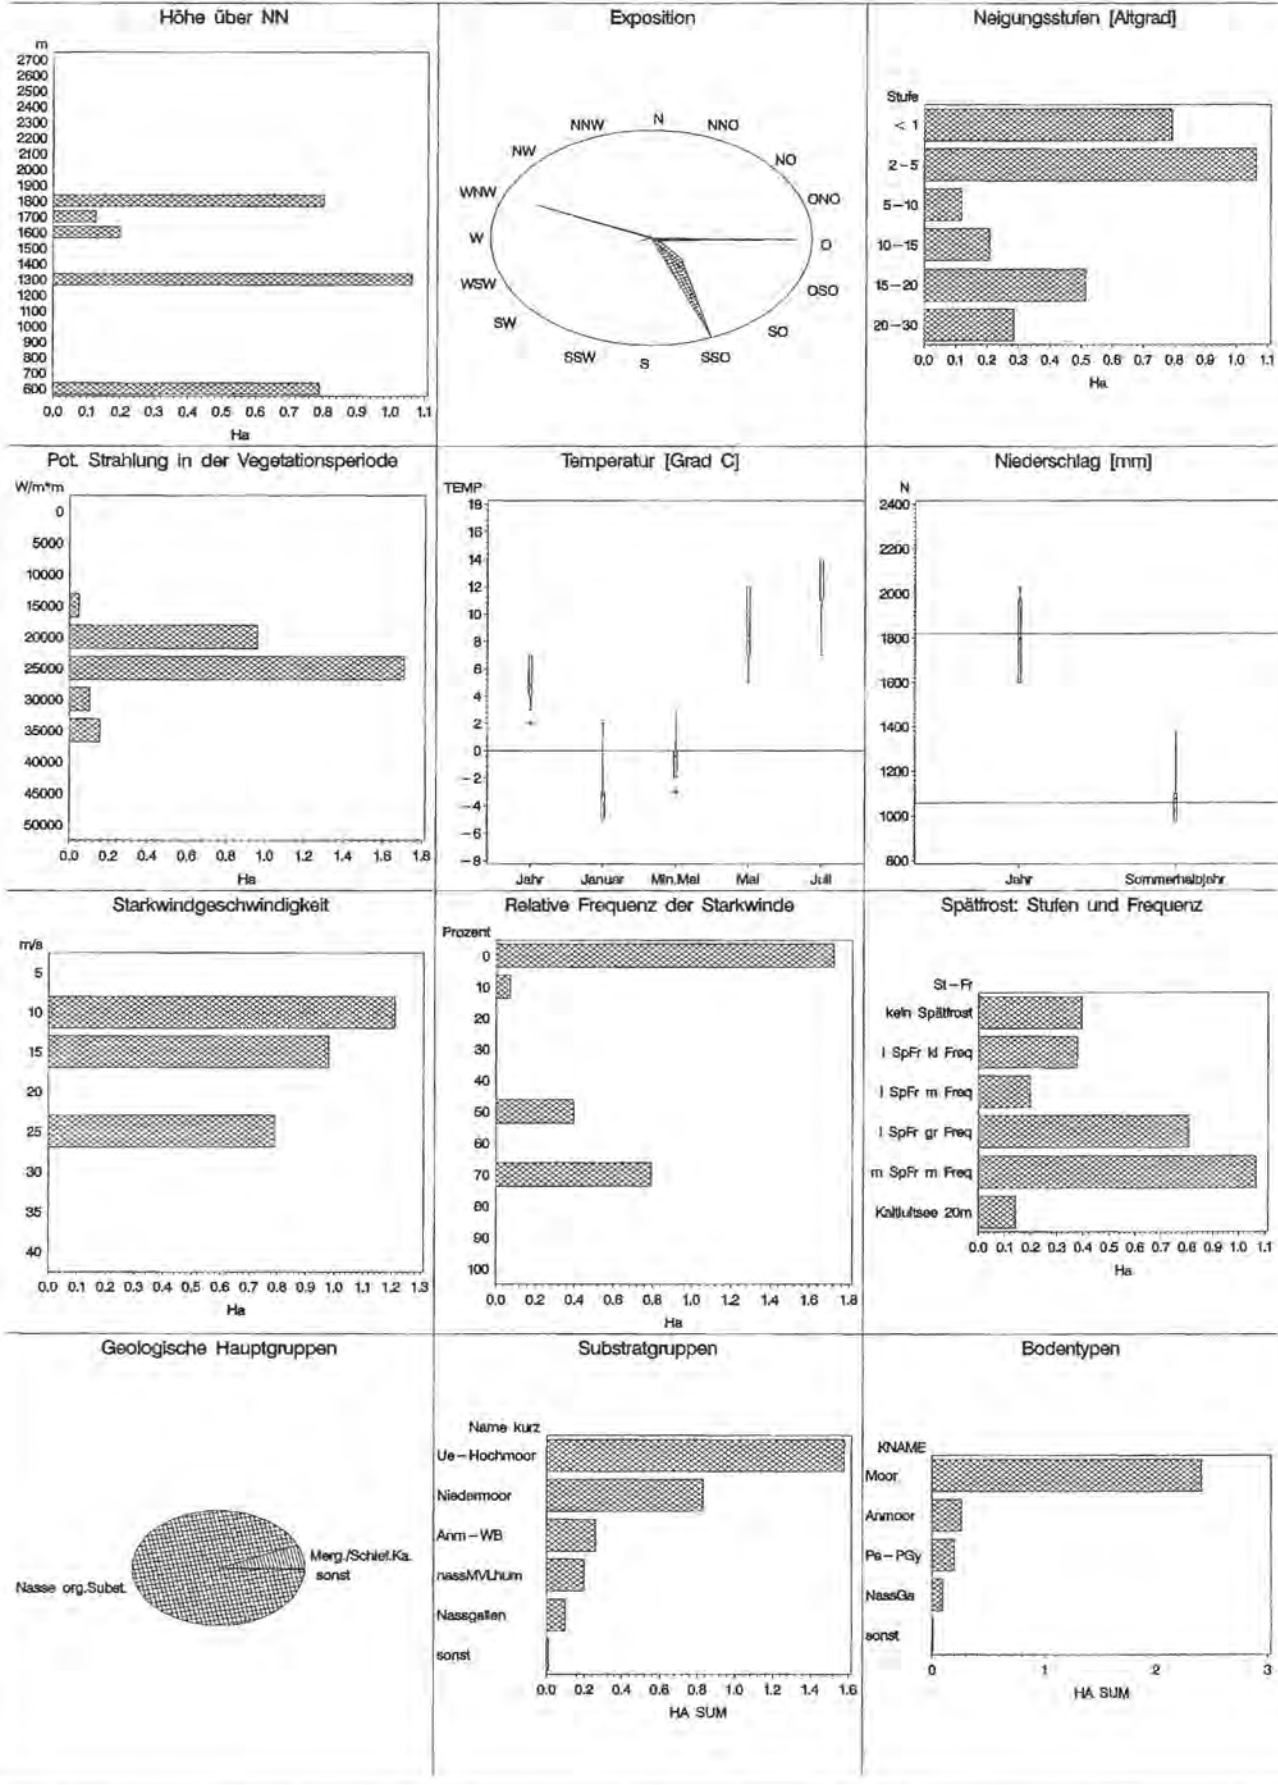 Höhe über NN
m
2700
2600
2500
2400
2300
2200
2100
2000
1900
1800
1700
1600
1500
1400
1300
1200
1100
1000
900
800
700
600
0.0 0.1 0.2 0.3 0.4 0.5 0.6 0.7 0.8 0.9 1.0 1.1
Ha
Exposition
N
NNO
NO
ONO
O
OSO
SO
SSO
S
SSW
SW
WSW
W
WNW
NW
NNW
Neigungsstufen [Altgrad]
Stufe
< 1
2-5
5-10
10-15
15-20
20-30
0.0 0.1 0.2 0.3 0.4 0.5 0.6 0.7 0.8 0.9 1.0 1.1
Ha
Pot. Strahlung in der Vegetationsperiode
W/m*m
0
5000
10000
15000
20000
25000
30000
35000
40000
45000
50000
0.0 0.2 0.4 0.6 0.8 1.0 1.2 1.4 1.6 1.8
Ha
Temperatur [Grad C]
TEMP
18
16
14
12
10
8
6
4
2
0
-2
-4
-6
-8
Jahr Januar Min.Mai Mai Juli
Niederschlag [mm]
N
2400
2200
2000
1800
1600
1400
1200
1000
800
Jahr Sommerhalbjahr
Starkwindgeschwindigkeit
m/s
5
10
15
20
25
30
35
40
0.0 0.1 0.2 0.3 0.4 0.5 0.6 0.7 0.8 0.9 1.0 1.1 1.2 1.3
Ha
Relative Frequenz der Starkwinde
Prozent
0
10
20
30
40
50
60
70
80
90
100
0.0 0.2 0.4 0.6 0.8 1.0 1.2 1.4 1.6 1.8
Ha
Spätfrost: Stufen und Frequenz
St-Fr
kein Spätfrost
l SpFr kl Freq
l SpFr m Freq
l SpFr gr Freq
m SpFr m Freq
Kaltluftsee 20m
0.0 0.1 0.2 0.3 0.4 0.5 0.6 0.7 0.8 0.9 1.0 1.1
Ha
Geologische Hauptgruppen
Merg./Schief.Ka.
sonst
Nasse org.Subst.
Substratgruppen
Name kurz
Ue-Hochmoor
Niedermoor
Anm-WB
nassMVLhum
Nassgallen
sonst
0.0 0.2 0.4 0.6 0.8 1.0 1.2 1.4 1.6
HA SUM
Bodentypen
KNAME
Moor
Anmoor
Ps-PGy
NassGa
sonst
0 1 2 3
HA SUM